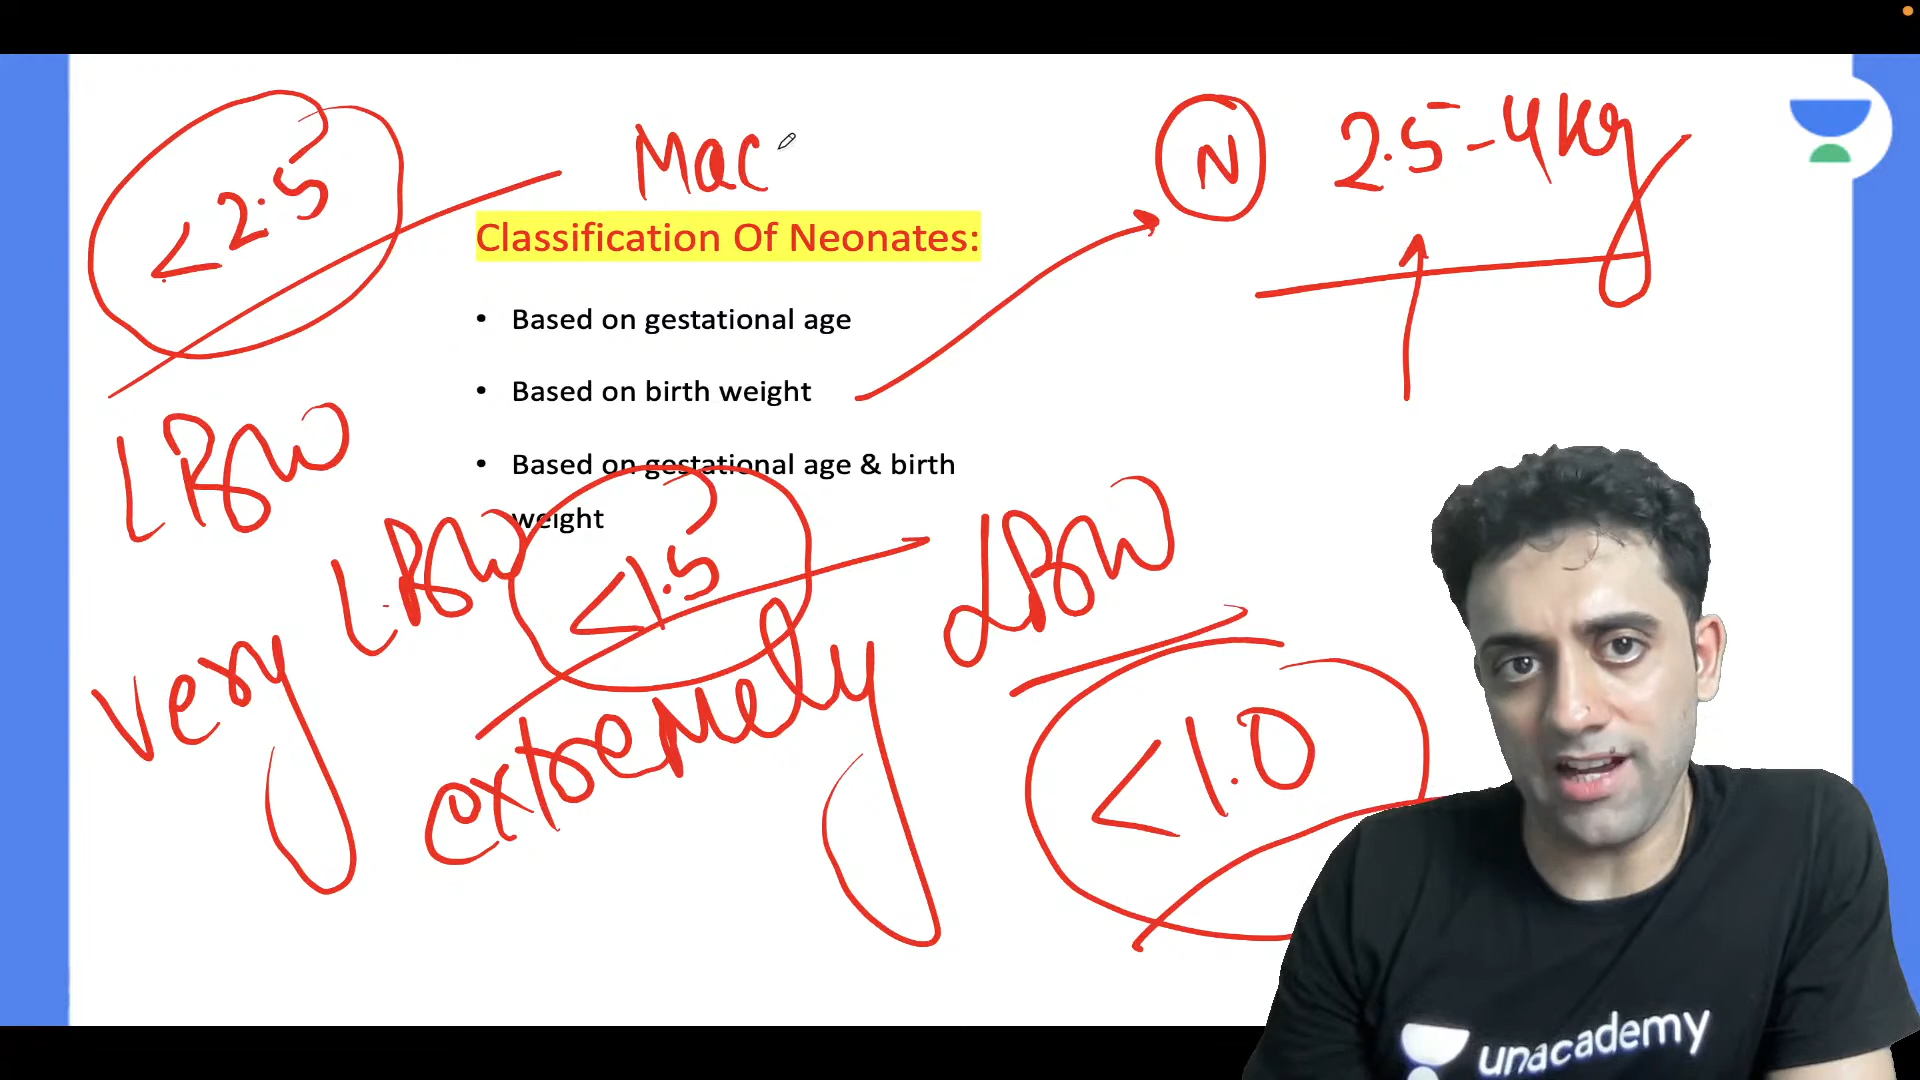 <2.5
Mac
N 2.5-4kg
Classification Of Neonates:
• Based on gestational age
• Based on birth weight
• Based on gestational age & birth
weight
LBW
very LBW <1.5
extremely LBW
<1.0
unacademy